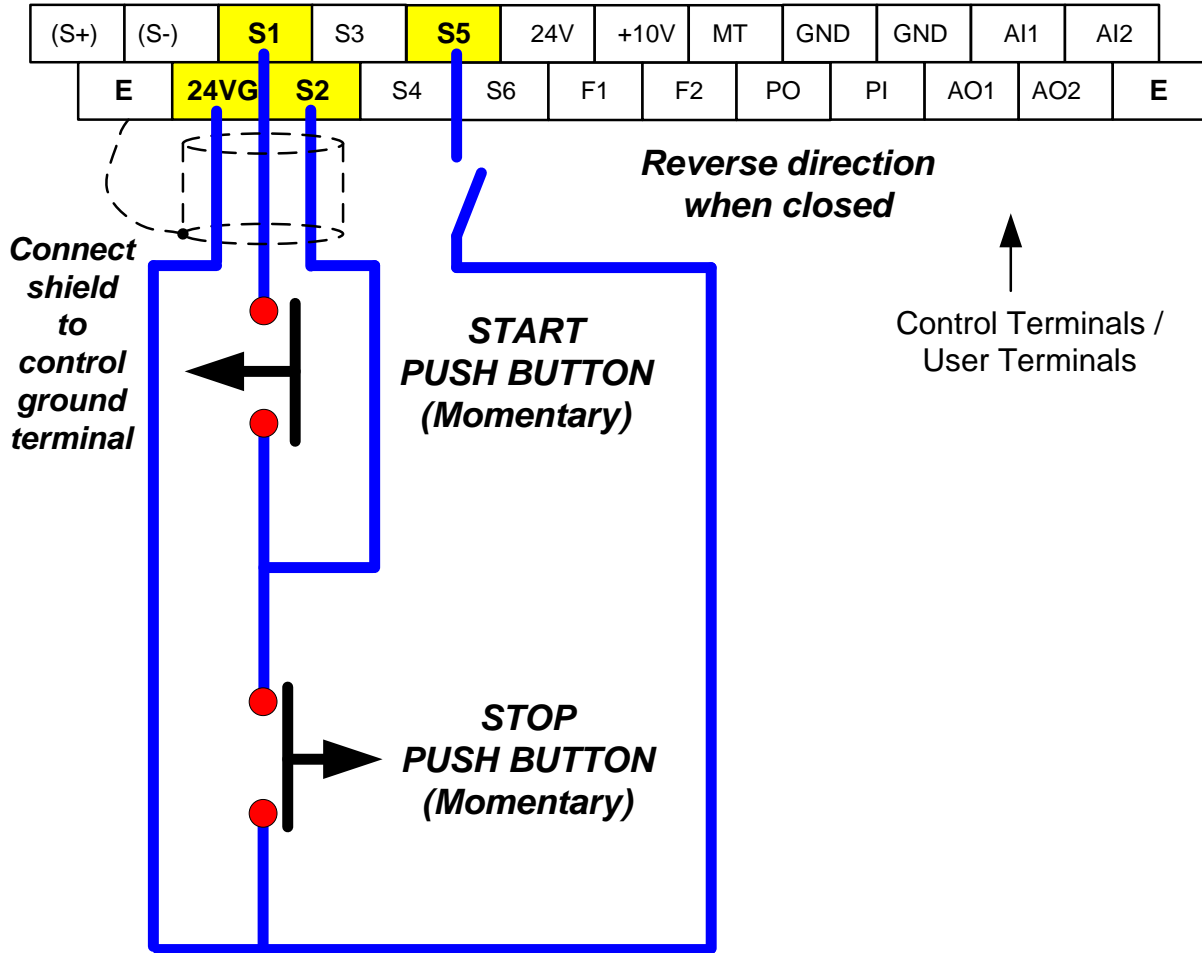 (S+) (S-) S1 S3 S5 24V +10V MT GND GND AI1 AI2
E 24VG S2 S4 S6 F1 F2 PO PI AO1 AO2 E
Reverse direction
when closed
Connect
shield
to
control
ground
terminal
START
PUSH BUTTON
(Momentary)
Control Terminals /
User Terminals
STOP
PUSH BUTTON
(Momentary)